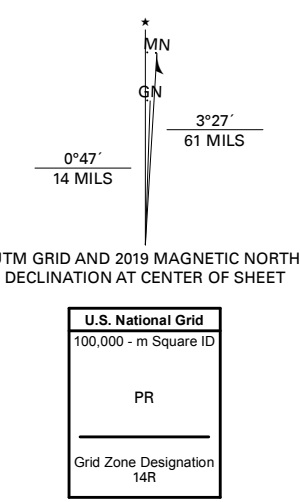 MN
GN
3°27´
61 MILS
0°47´
14 MILS
UTM GRID AND 2019 MAGNETIC NORTH
DECLINATION AT CENTER OF SHEET
U.S. National Grid
100,000 - m Square ID
PR
Grid Zone Designation
14R